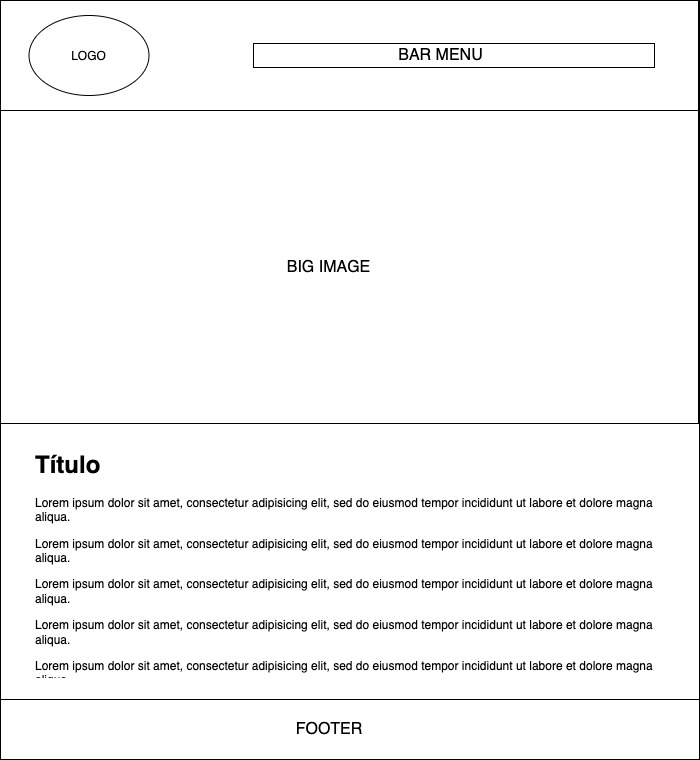 LOGO
BAR MENU
BIG IMAGE
Título
Lorem ipsum dolor sit amet, consectetur adipisicing elit, sed do eiusmod tempor incididunt ut labore et dolore magna
aliqua.
Lorem ipsum dolor sit amet, consectetur adipisicing elit, sed do eiusmod tempor incididunt ut labore et dolore magna
aliqua.
Lorem ipsum dolor sit amet, consectetur adipisicing elit, sed do eiusmod tempor incididunt ut labore et dolore magna
aliqua.
Lorem ipsum dolor sit amet, consectetur adipisicing elit, sed do eiusmod tempor incididunt ut labore et dolore magna
aliqua.
Lorem ipsum dolor sit amet, consectetur adipisicing elit, sed do eiusmod tempor incididunt ut labore et dolore magna
FOOTER